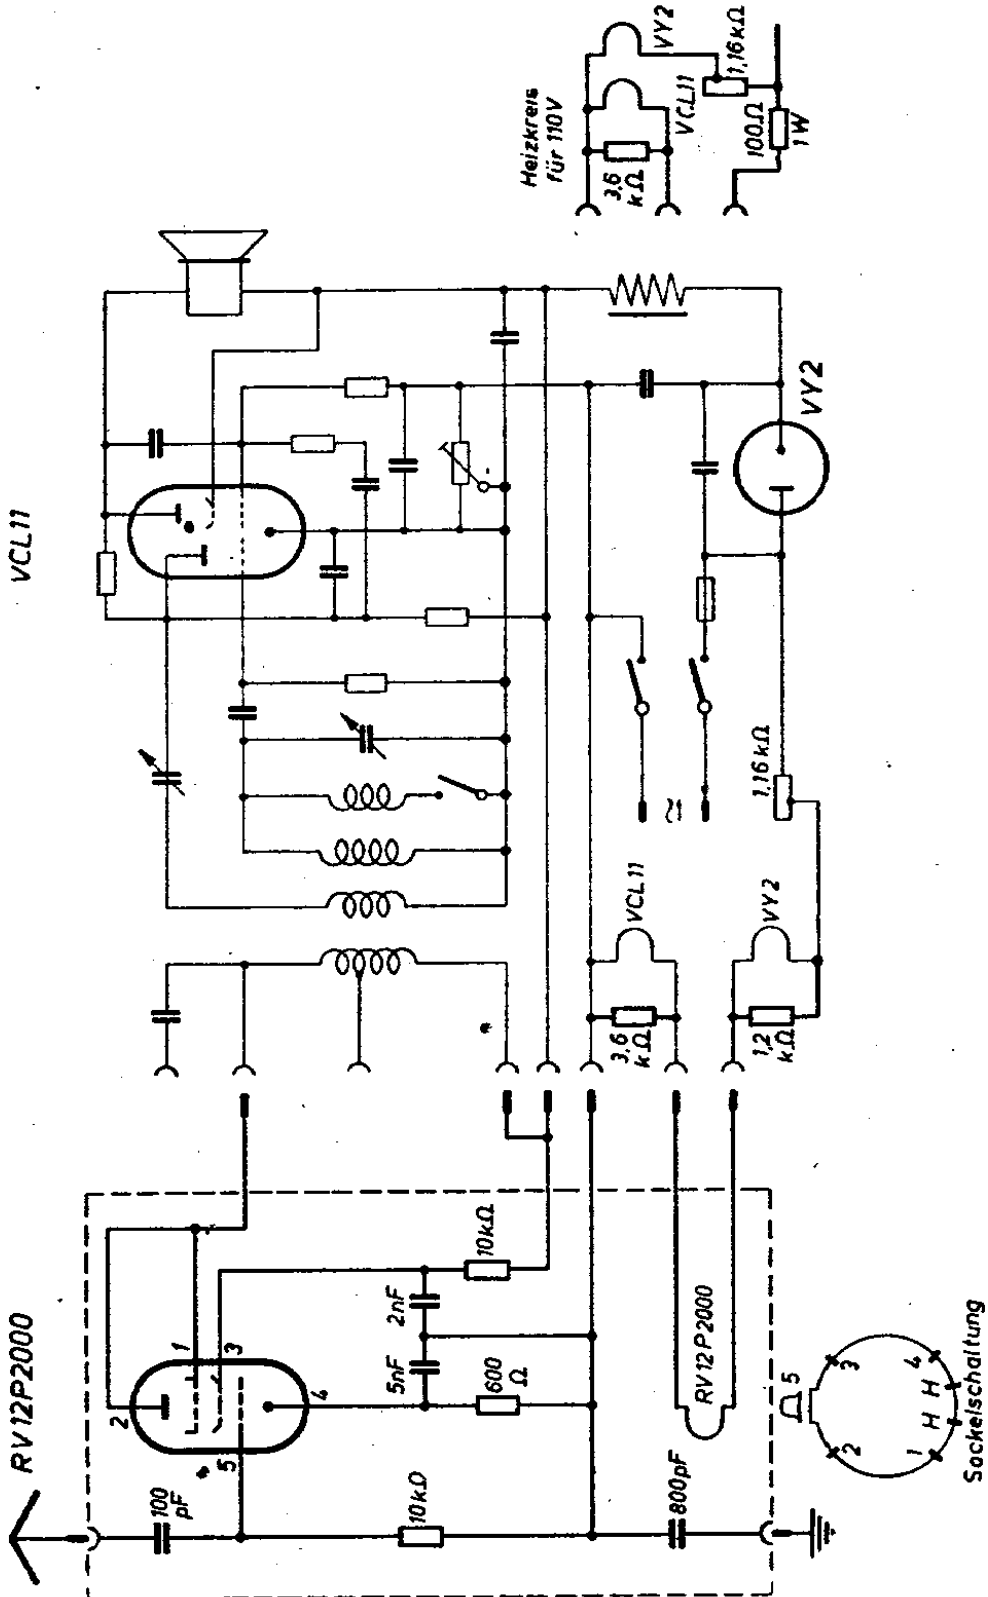 RV12P2000
VCL11
Heizkreis
für 110V
VY2
VCL11
3,6
kΩ
1,16kΩ
100Ω
1W
2
1
3
5
4
100
pF
5nF
2nF
600
Ω
10kΩ
10kΩ
800pF
RV12P2000
3,6
kΩ
VCL11
1,2
kΩ
VY2
1,16kΩ
VY2
5
2
3
1
H
H
4
Sockelschaltung